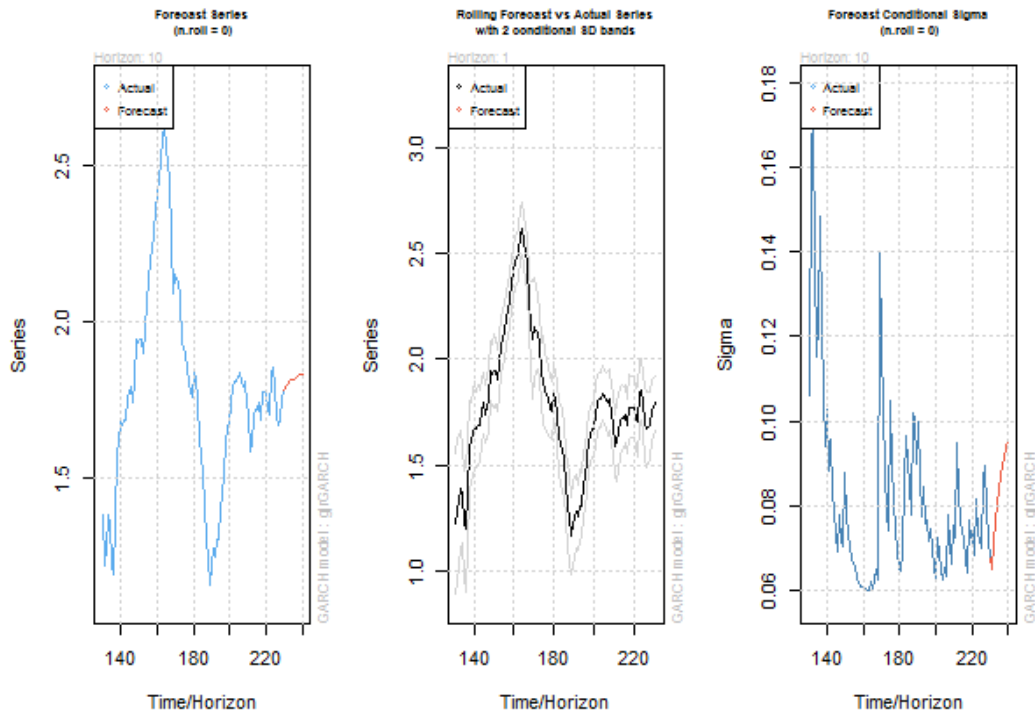 Forecast Series
(n.roll = 0)
Horizon: 10
Actual
Forecast
Series
2.5
2.0
1.5
140
180
220
Time/Horizon
GARCH model : gjrGARCH
Rolling Forecast vs Actual Series
w/th 2 conditional SD bands
Horizon: 1
Actual
Forecast
Series
3.0
2.5
2.0
1.5
1.0
140
180
220
Time/Horizon
GARCH model : gjrGARCH
Forecast Conditional Sigma
(n.roll = 0)
Horizon: 10
Actual
Forecast
Sigma
0.18
0.16
0.14
0.12
0.10
0.08
0.06
140
180
220
Time/Horizon
GARCH model : gjrGARCH